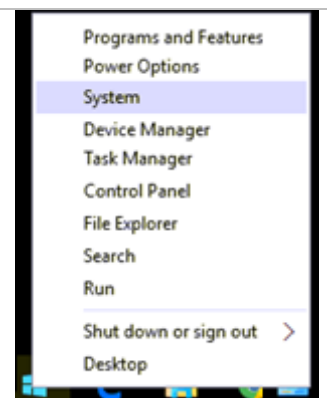 Programs and Features
Power Options
System
Device Manager
Task Manager
Control Panel
File Explorer
Search
Run
Shut down or sign out
Desktop